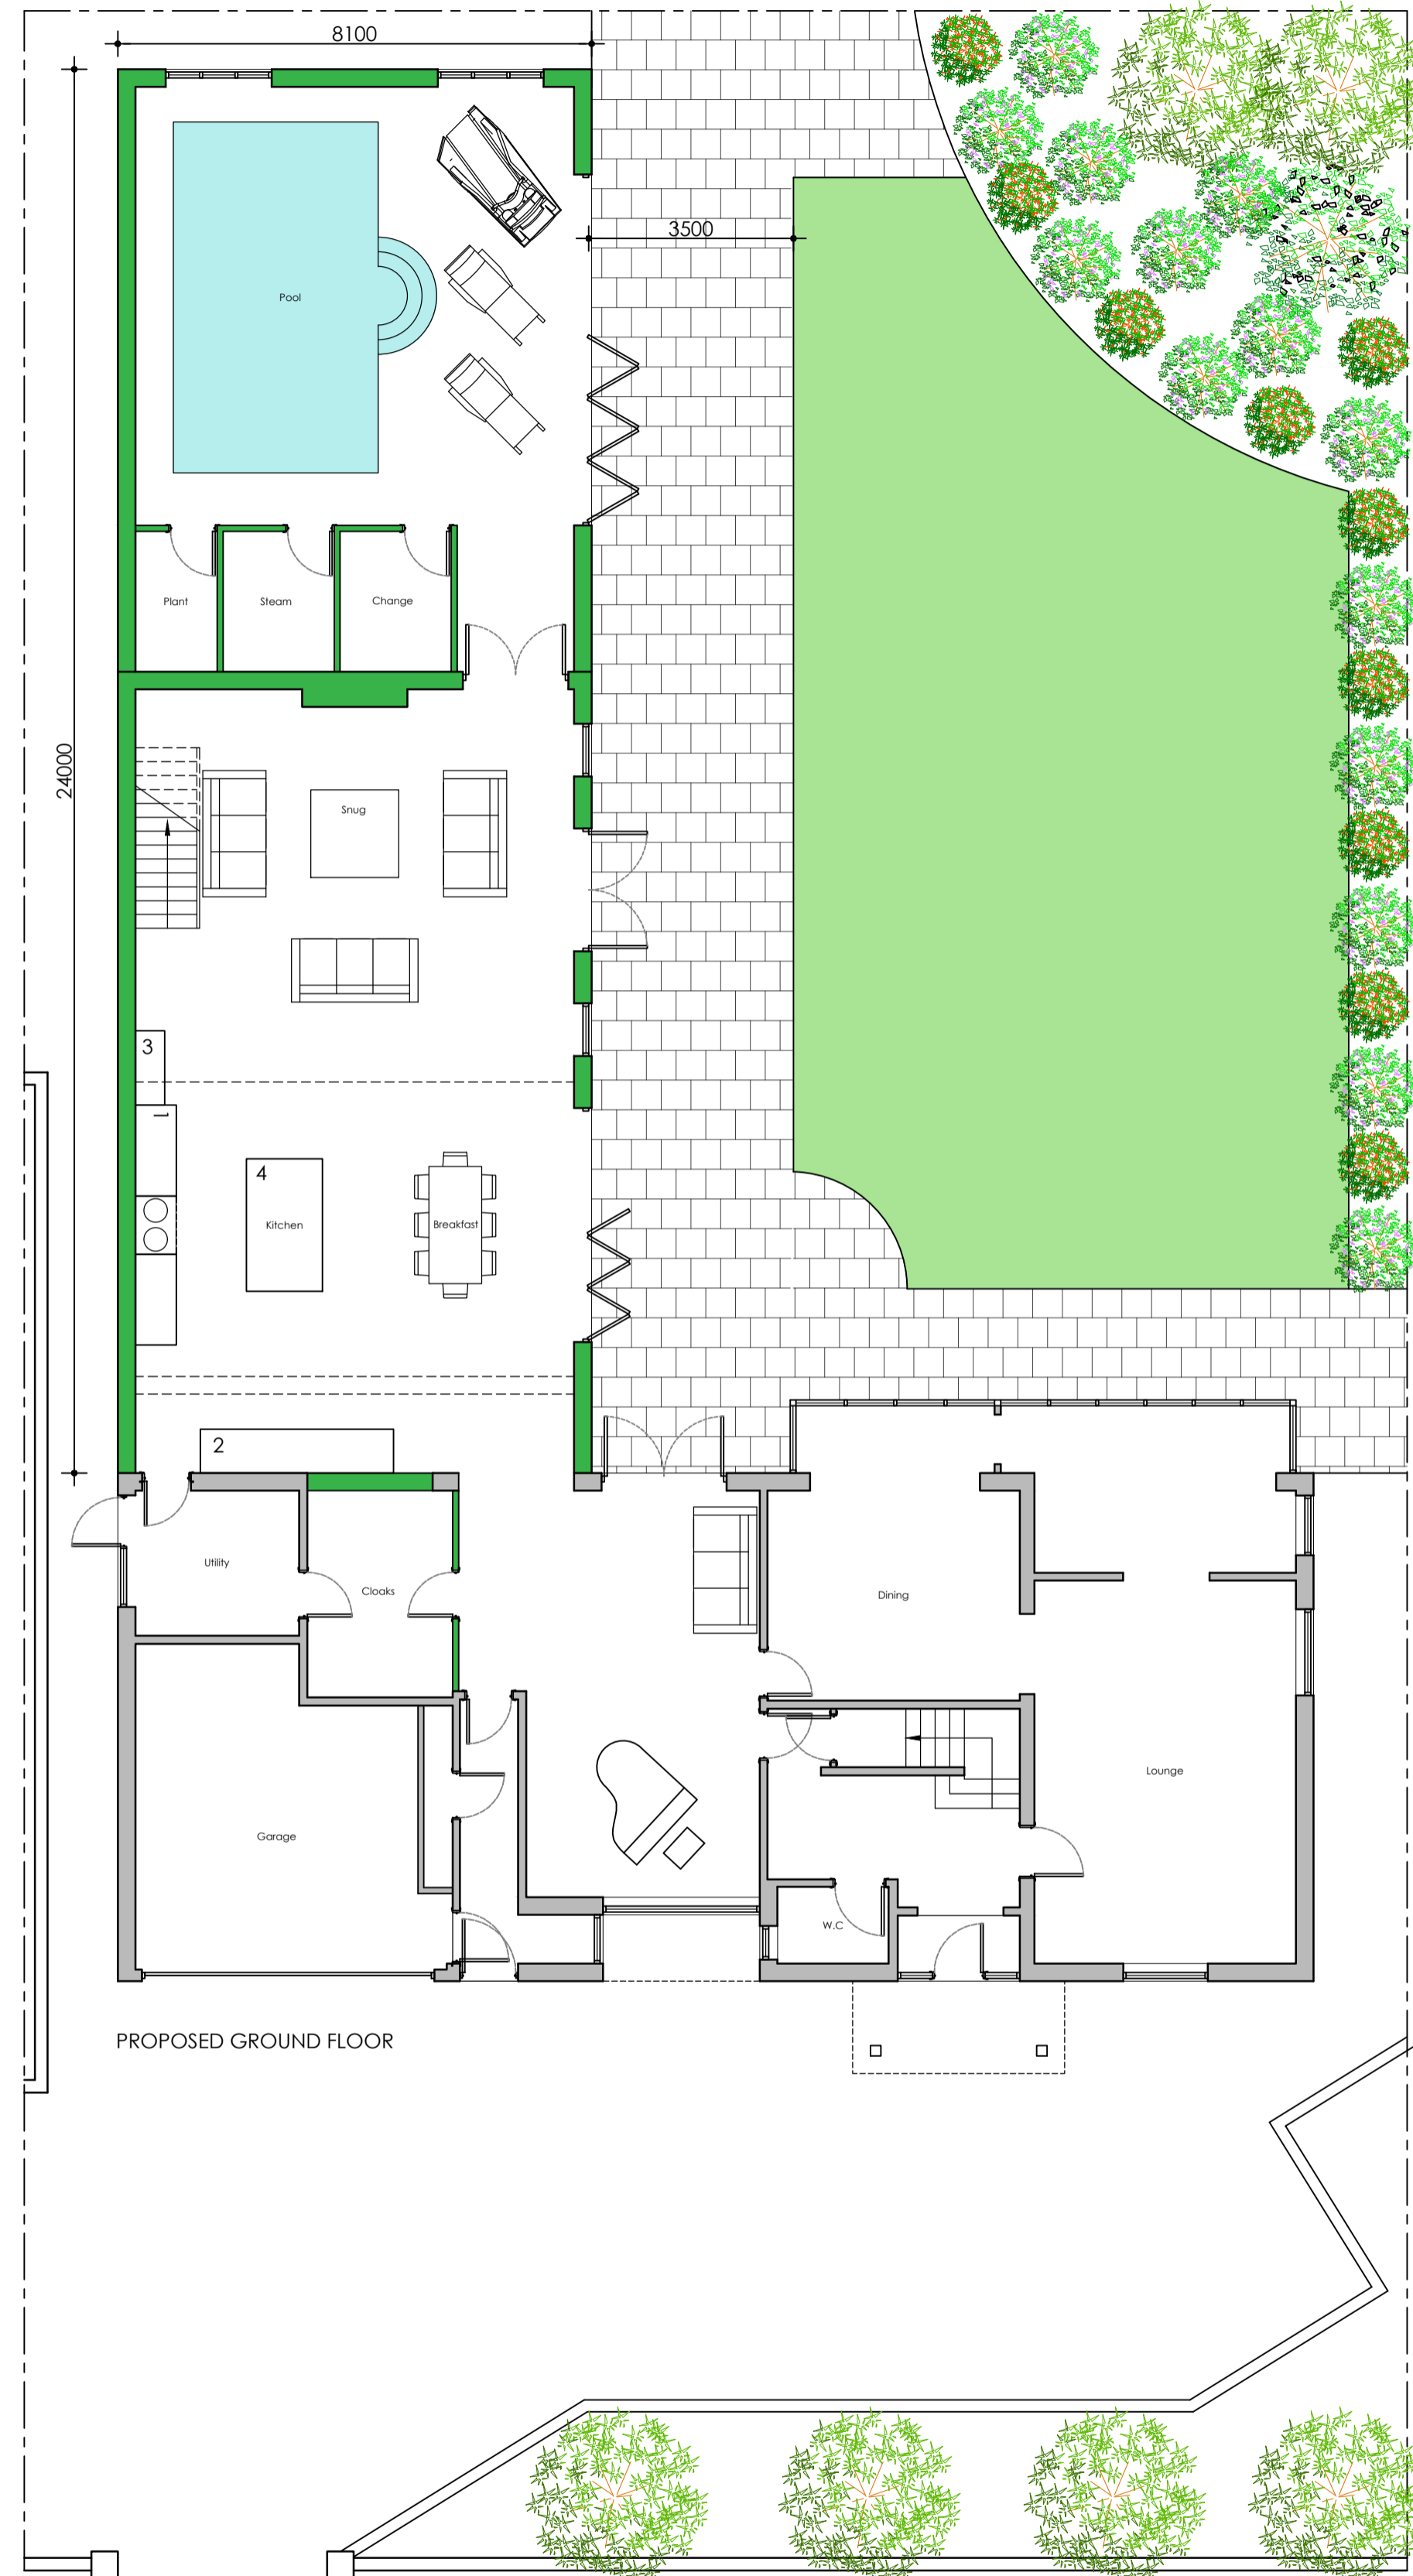 8100
3500
Pool
Plant
Steam
Change
24000
Snug
3
4
Kitchen
Breakfast
2
Utility
Cloaks
Dining
Lounge
Garage
W.C
PROPOSED GROUND FLOOR